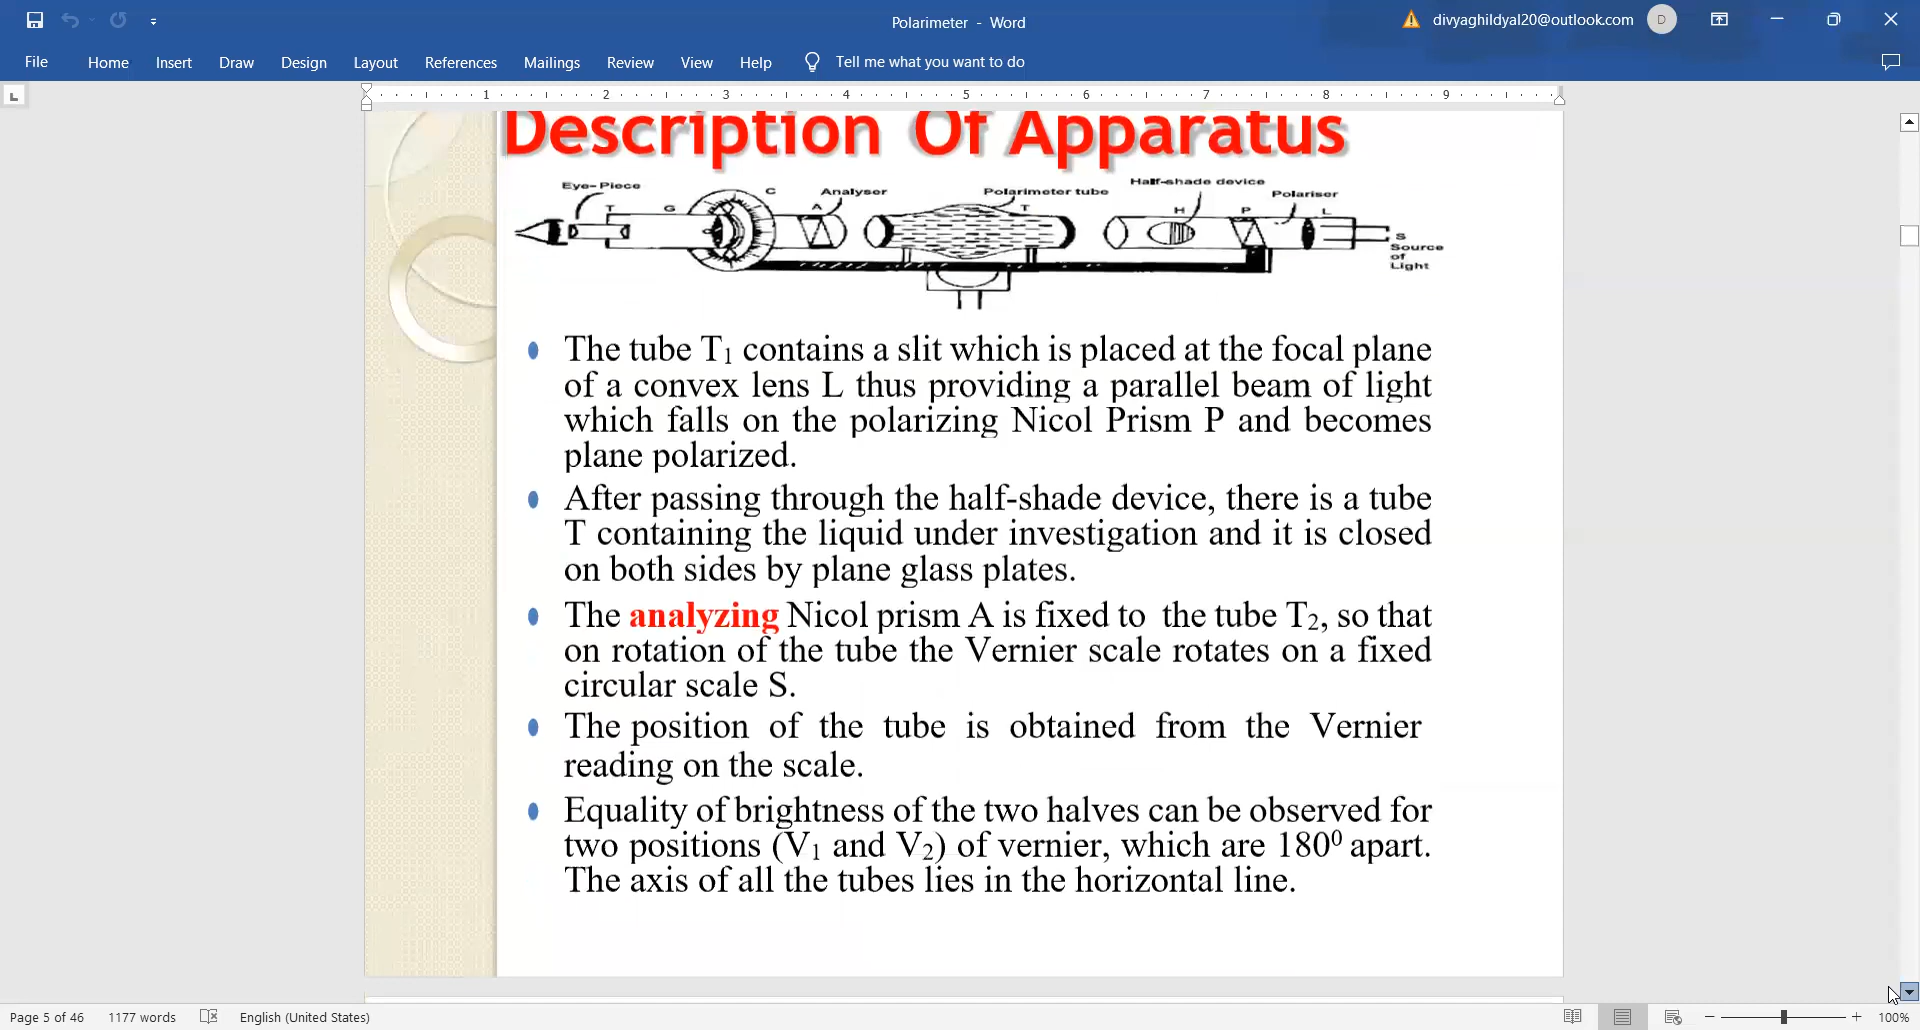 Polarimeter - Word
divyaghildyal20@outlook.com
D
File Home Insert Draw Design Layout References Mailings Review View Help Tell me what you want to do
L
1 2 3 4 5 6 7 8 9
Description Of Apparatus
Eye-Piece
T
G
C
Analyser
A
Polarimeter tube
T
Half-shade device
H
P
Polariser
L
S
Source
of
Light
The tube T₁ contains a slit which is placed at the focal plane
of a convex lens L thus providing a parallel beam of light
which falls on the polarizing Nicol Prism P and becomes
plane polarized.
After passing through the half-shade device, there is a tube
T containing the liquid under investigation and it is closed
on both sides by plane glass plates.
The analyzing Nicol prism A is fixed to the tube T₂, so that
on rotation of the tube the Vernier scale rotates on a fixed
circular scale S.
The position of the tube is obtained from the Vernier
reading on the scale.
Equality of brightness of the two halves can be observed for
two positions (V₁ and V₂) of vernier, which are 180⁰ apart.
The axis of all the tubes lies in the horizontal line.
Page 5 of 46 1177 words English (United States) 100%